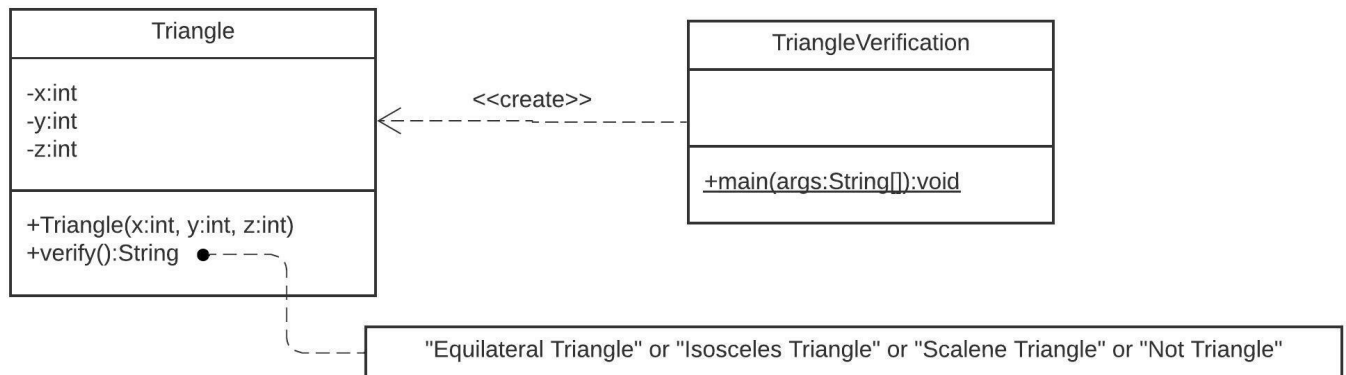 Triangle
-x:int
-y:int
-z:int
+Triangle(x:int, y:int, z:int)
+verify():String
<<create>>
TriangleVerification
+main(args:String[]):void
"Equilateral Triangle" or "Isosceles Triangle" or "Scalene Triangle" or "Not Triangle"